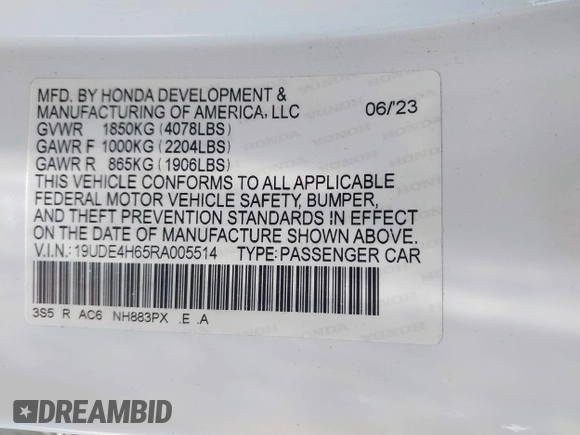 MFD. BY HONDA DEVELOPMENT &
MANUFACTURING OF AMERICA, LLC 06/'23
GVWR 1850KG (4078LBS)
GAWR F 1000KG (2204LBS)
GAWR R 865KG (1906LBS)
THIS VEHICLE CONFORMS TO ALL APPLICABLE
FEDERAL MOTOR VEHICLE SAFETY, BUMPER,
AND THEFT PREVENTION STANDARDS IN EFFECT
ON THE DATE OF MANUFACTURE SHOWN ABOVE.
V.I.N.: 19UDE4H65RA005514 TYPE: PASSENGER CAR
3S5 R AC6 NH883PX .E .A
DREAMBID